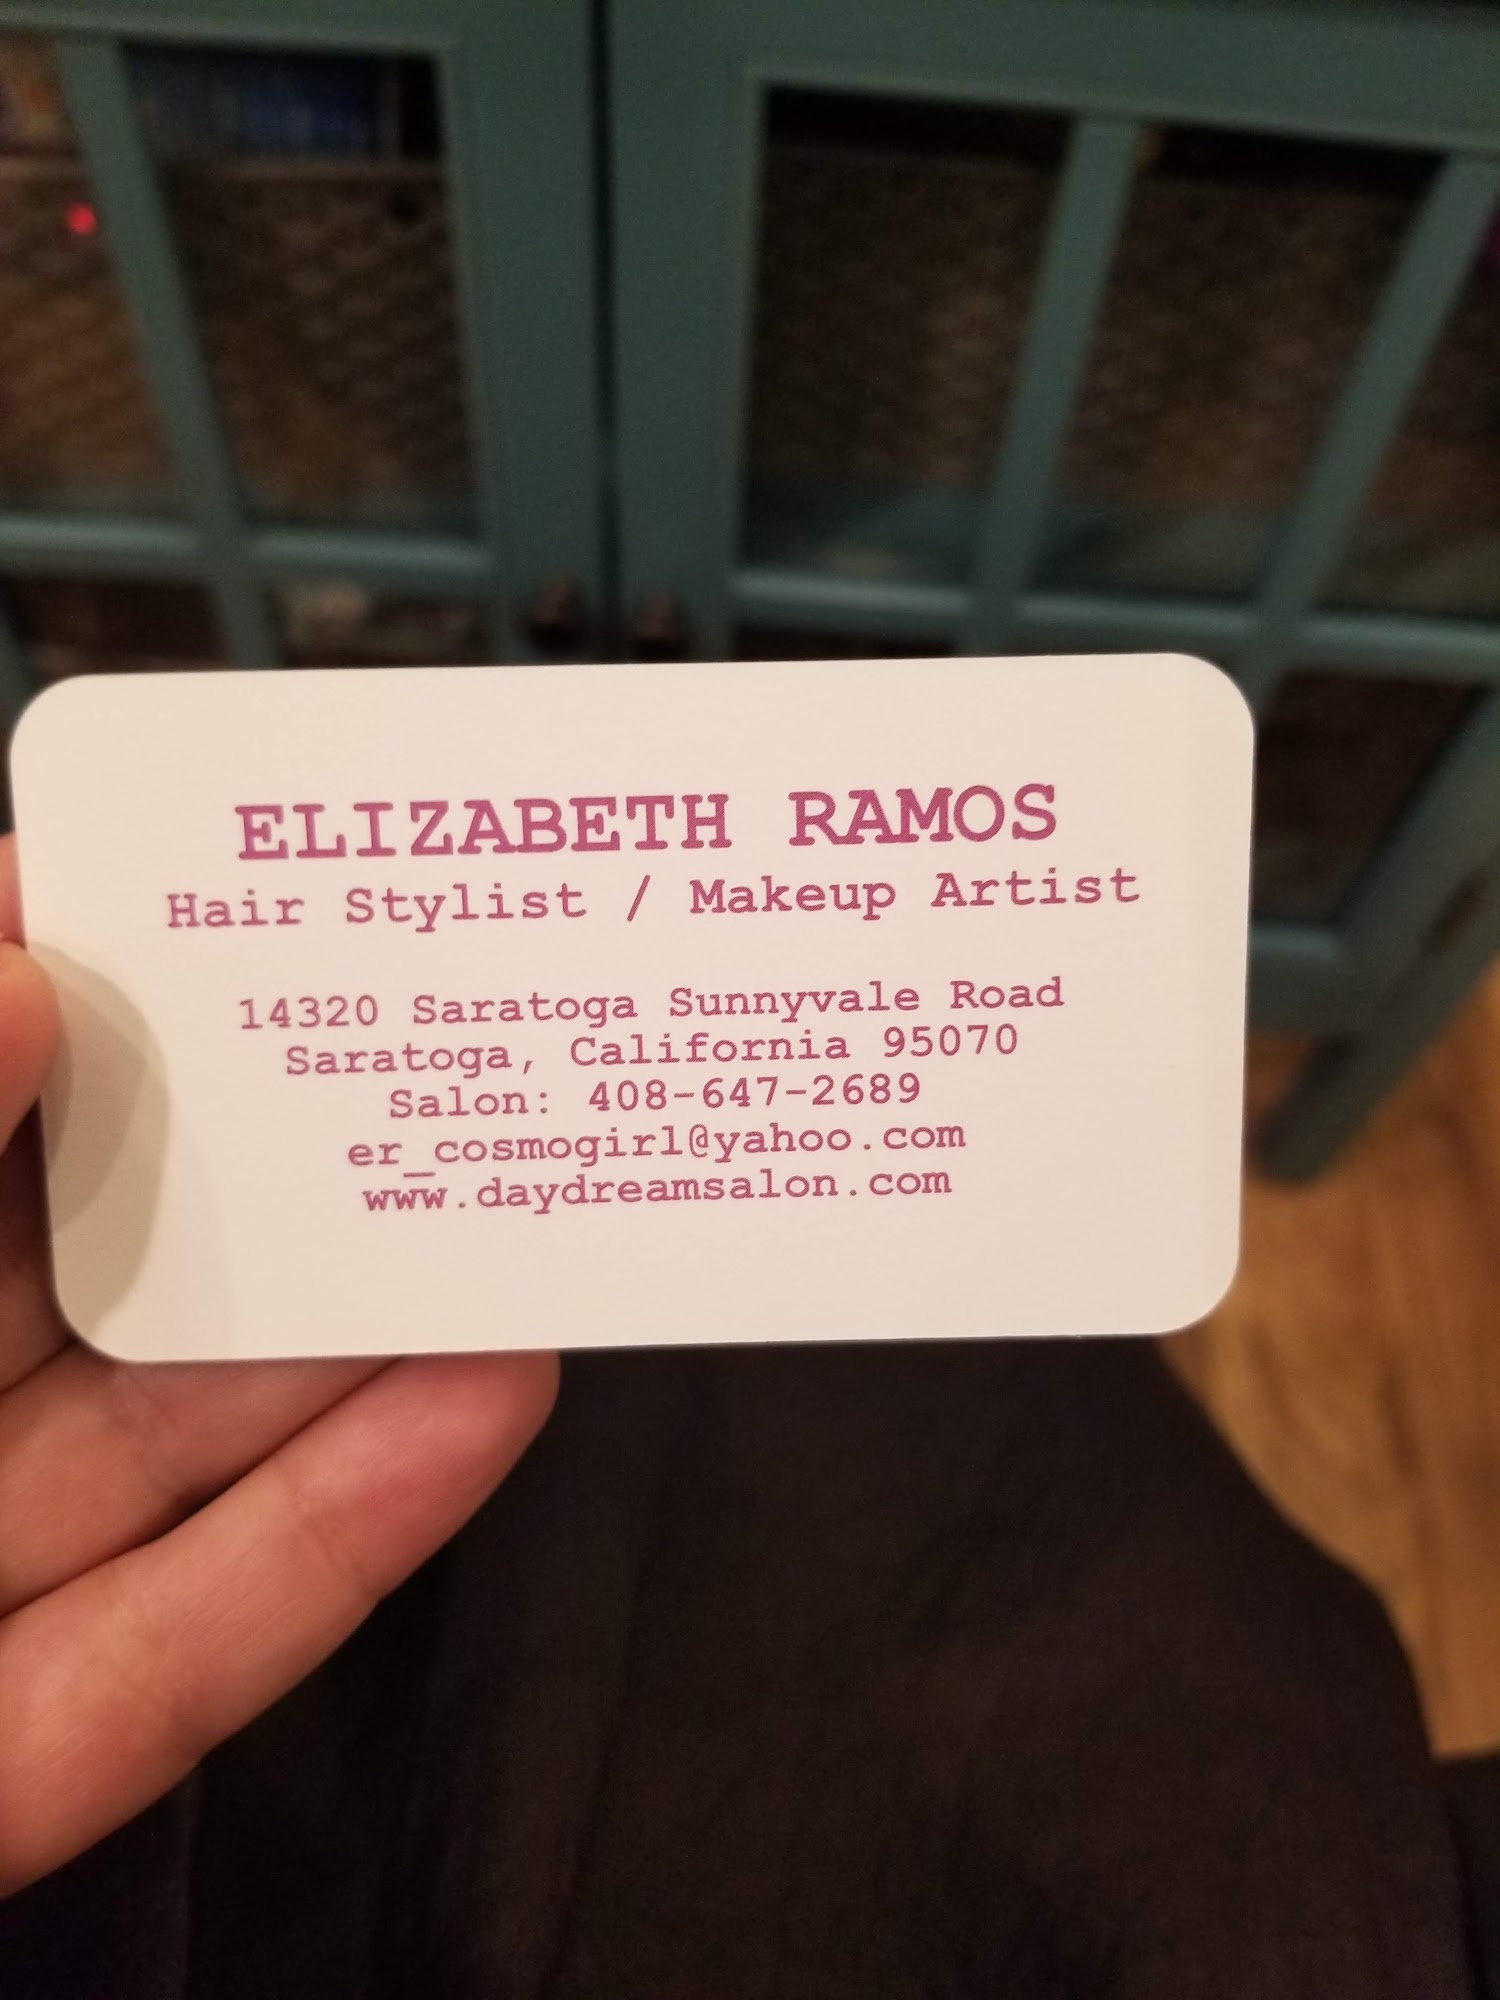 ELIZABETH RAMOS
Hair Stylist / Makeup Artist
14320 Saratoga Sunnyvale Road
Saratoga, California 95070
Salon: 408-647-2689
er_cosmogirl@yahoo.com
www.daydreamsalon.com